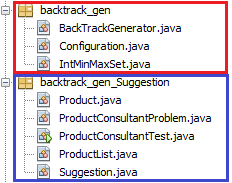 backtrack_gen
BackTrackGenerator.java
Configuration.java
IntMinMaxSet.java
backtrack_gen_Suggestion
Product.java
ProductConsultantProblem.java
ProductConsultantTest.java
ProductList.java
Suggestion.java